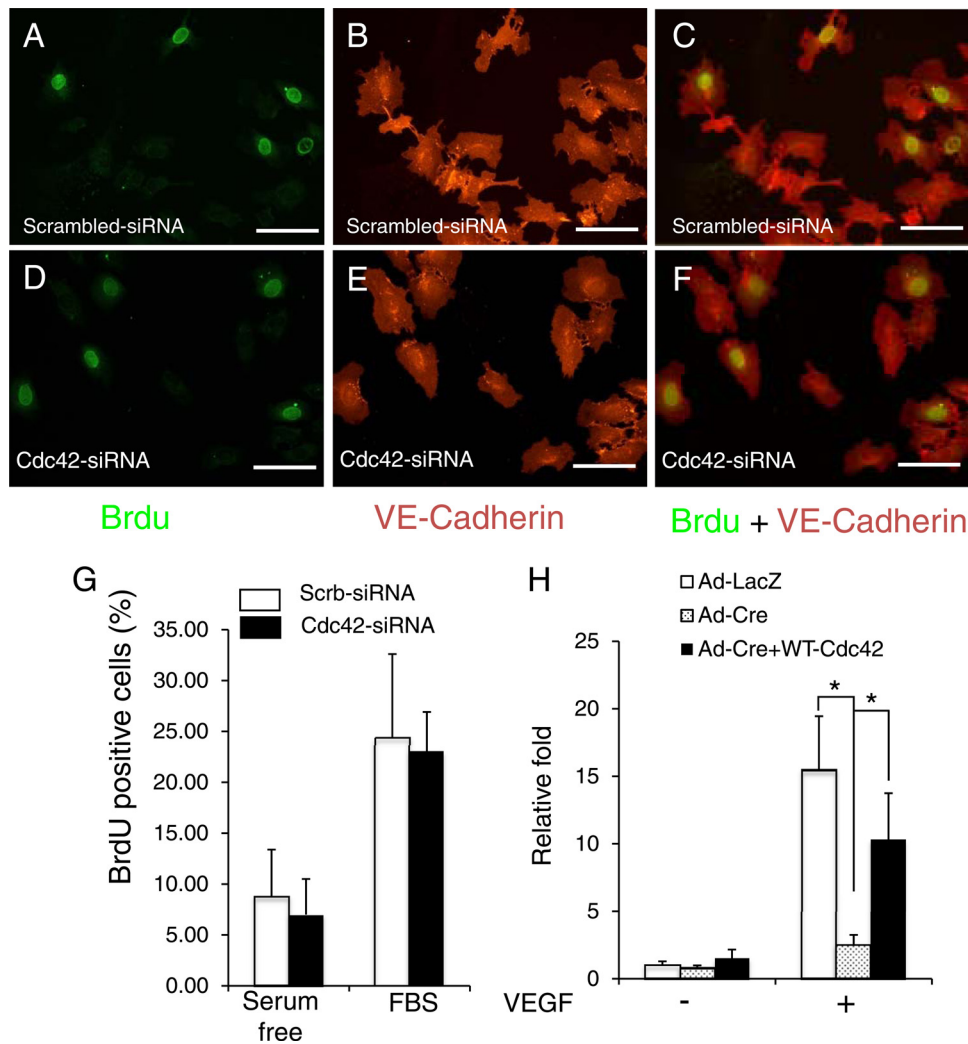 A
Scrambled-siRNA
B
Scrambled-siRNA
C
Scrambled-siRNA
D
Cdc42-siRNA
E
Cdc42-siRNA
F
Cdc42-siRNA
Brdu
VE-Cadherin
Brdu + VE-Cadherin
G
Scrb-siRNA
Cdc42-siRNA
BrdU positive cells (%)
35.00
30.00
25.00
20.00
15.00
10.00
5.00
0.00
Serum
free
FBS
H
Ad-LacZ
Ad-Cre
Ad-Cre+WT-Cdc42
Relative fold
25
20
15
10
5
0
* *
VEGF - +